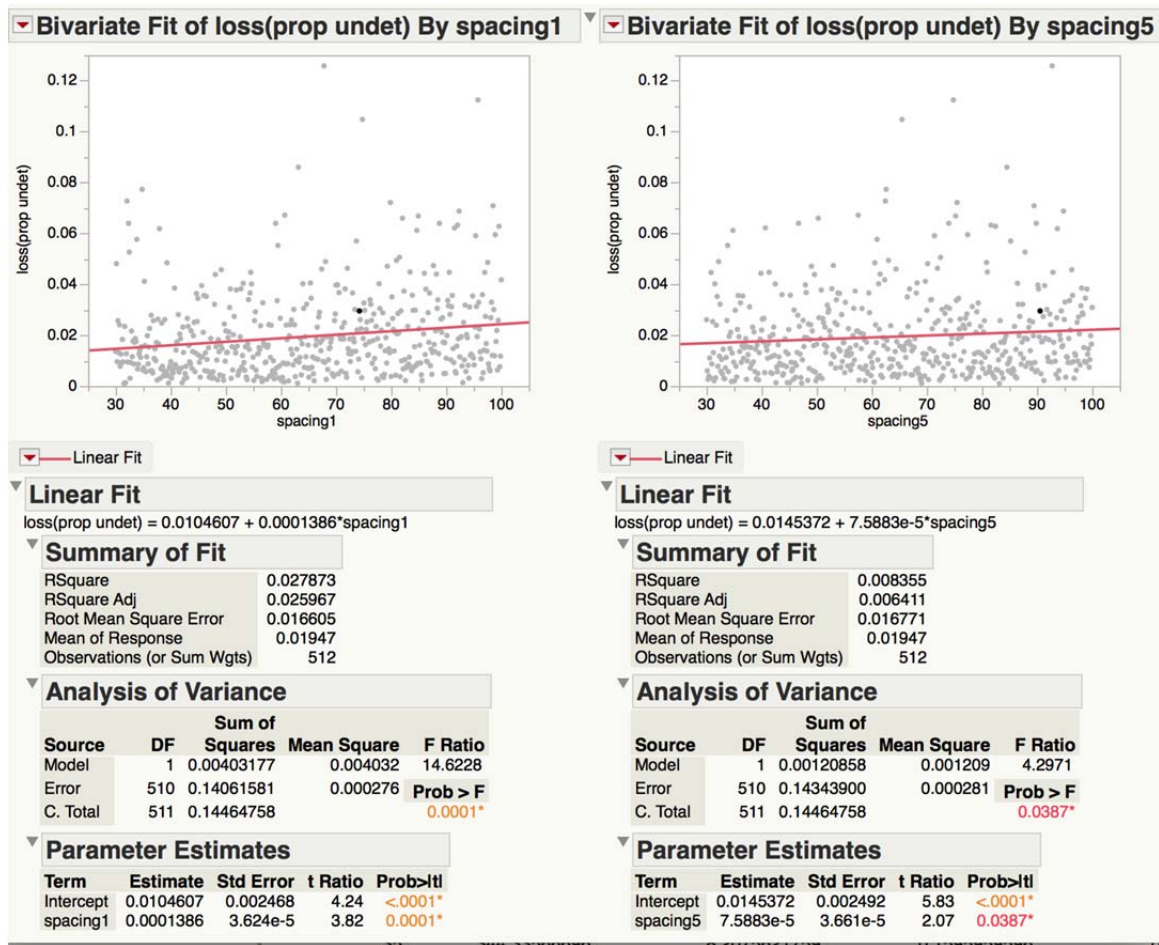 Bivariate Fit of loss(prop undet) By spacing1
loss(prop undet)
0.12
0.1
0.08
0.06
0.04
0.02
0
30 40 50 60 70 80 90 100
spacing1
Linear Fit
Linear Fit
loss(prop undet) = 0.0104607 + 0.0001386*spacing1
Summary of Fit
RSquare 0.027873
RSquare Adj 0.025967
Root Mean Square Error 0.016605
Mean of Response 0.01947
Observations (or Sum Wgts) 512
Analysis of Variance
Sum of
Source DF Squares Mean Square F Ratio
Model 1 0.00403177 0.004032 14.6228
Error 510 0.14061581 0.000276 Prob > F
C. Total 511 0.14464758 0.0001*
Parameter Estimates
Term Estimate Std Error t Ratio Prob>|t|
Intercept 0.0104607 0.002468 4.24 <.0001*
spacing1 0.0001386 3.624e-5 3.82 0.0001*
Bivariate Fit of loss(prop undet) By spacing5
loss(prop undet)
0.12
0.1
0.08
0.06
0.04
0.02
0
30 40 50 60 70 80 90 100
spacing5
Linear Fit
Linear Fit
loss(prop undet) = 0.0145372 + 7.5883e-5*spacing5
Summary of Fit
RSquare 0.008355
RSquare Adj 0.006411
Root Mean Square Error 0.016771
Mean of Response 0.01947
Observations (or Sum Wgts) 512
Analysis of Variance
Sum of
Source DF Squares Mean Square F Ratio
Model 1 0.00120858 0.001209 4.2971
Error 510 0.14343900 0.000281 Prob > F
C. Total 511 0.14464758 0.0387*
Parameter Estimates
Term Estimate Std Error t Ratio Prob>|t|
Intercept 0.0145372 0.002492 5.83 <.0001*
spacing5 7.5883e-5 3.661e-5 2.07 0.0387*